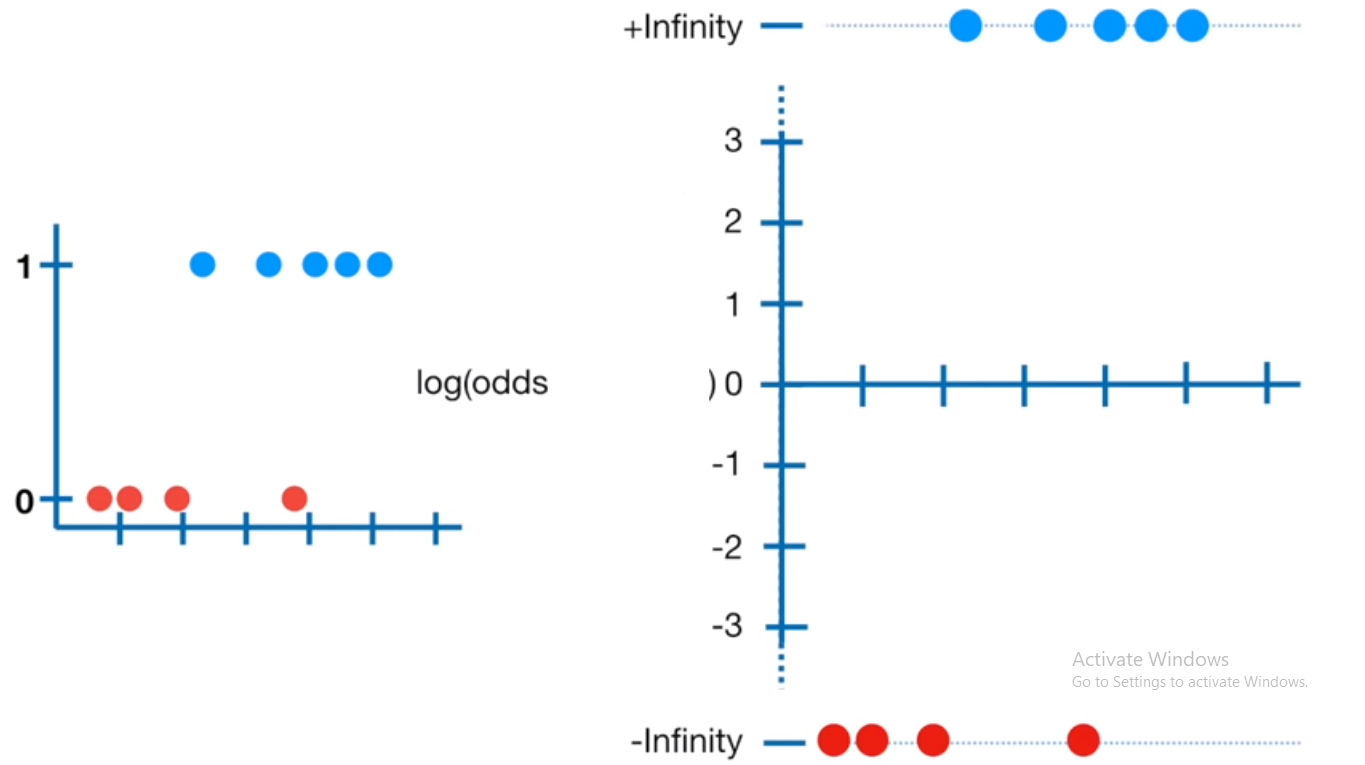 +Infinity
3
2
1
1
log(odds
) 0
-1
0
-2
-3
Activate Windows
Go to Settings to activate Windows.
-Infinity